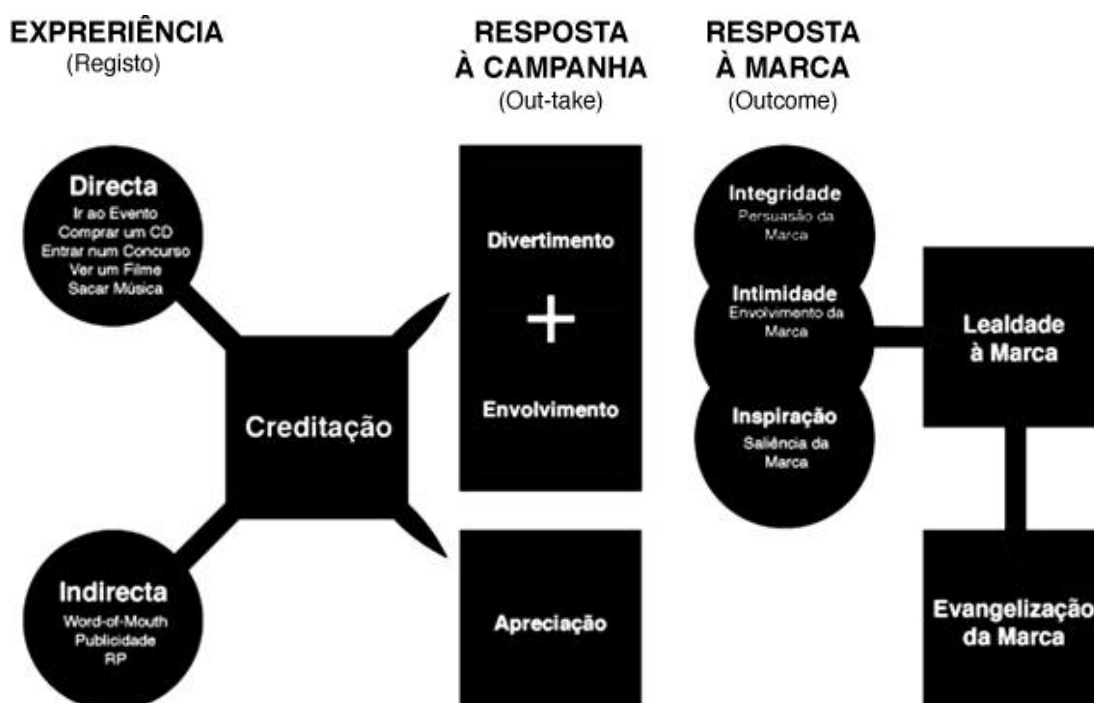 EXPRERIÊNCIA
(Registo)
RESPOSTA
À CAMPANHA
(Out-take)
RESPOSTA
À MARCA
(Outcome)
Directa
Ir ao Evento
Comprar um CD
Entrar num Concurso
Ver um Filme
Sacar Música
Creditação
Indirecta
Word-of-Mouth
Publicidade
RP
Divertimento
+
Envolvimento
Apreciação
Integridade
Persuasão da
Marca
Intimidade
Envolvimento da
Marca
Inspiração
Saliência da
Marca
Lealdade
à Marca
Evangelização
da Marca